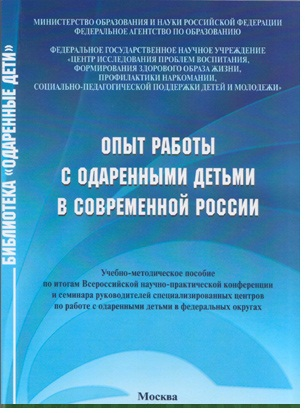 МИНИСТЕРСТВО ОБРАЗОВАНИЯ И НАУКИ РОССИЙСКОЙ ФЕДЕРАЦИИ
ФЕДЕРАЛЬНОЕ АГЕНТСТВО ПО ОБРАЗОВАНИЮ
ФЕДЕРАЛЬНОЕ ГОСУДАРСТВЕННОЕ НАУЧНОЕ УЧРЕЖДЕНИЕ
«ЦЕНТР ИССЛЕДОВАНИЯ ПРОБЛЕМ ВОСПИТАНИЯ,
ФОРМИРОВАНИЯ ЗДОРОВОГО ОБРАЗА ЖИЗНИ,
ПРОФИЛАКТИКИ НАРКОМАНИИ,
СОЦИАЛЬНО-ПЕДАГОГИЧЕСКОЙ ПОДДЕРЖКИ ДЕТЕЙ И МОЛОДЕЖИ»
БИБЛИОТЕКА «ОДАРЕННЫЕ ДЕТИ»
ОПЫТ РАБОТЫ
С ОДАРЕННЫМИ ДЕТЬМИ
В СОВРЕМЕННОЙ РОССИИ
Учебно-методическое пособие
по итогам Всероссийской научно-практической конференции
и семинара руководителей специализированных центров
по работе с одаренными детьми в федеральных округах
Москва